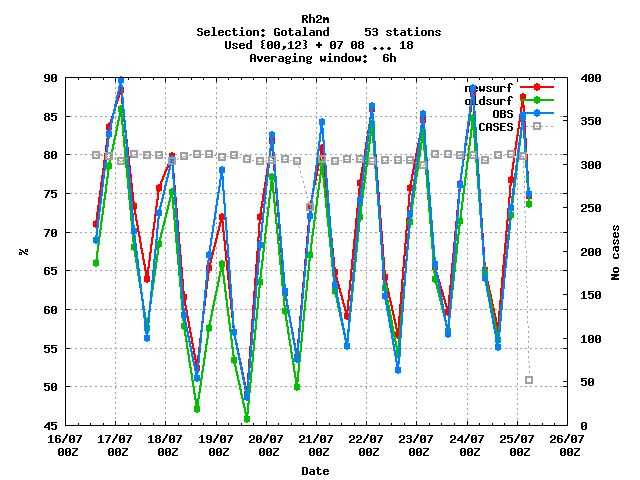 Rh2m
Selection: Gotaland 53 stations
Used {00,12} + 07 08 ... 18
Averaging window: 6h
newsurf
oldsurf
OBS
CASES
90 400
85 350
80 300
75 250
70 200
65 150
60 100
55 50
50 0
45
%
No cases
16/07 17/07 18/07 19/07 20/07 21/07 22/07 23/07 24/07 25/07 26/07
00Z 00Z 00Z 00Z 00Z 00Z 00Z 00Z 00Z 00Z 00Z
Date